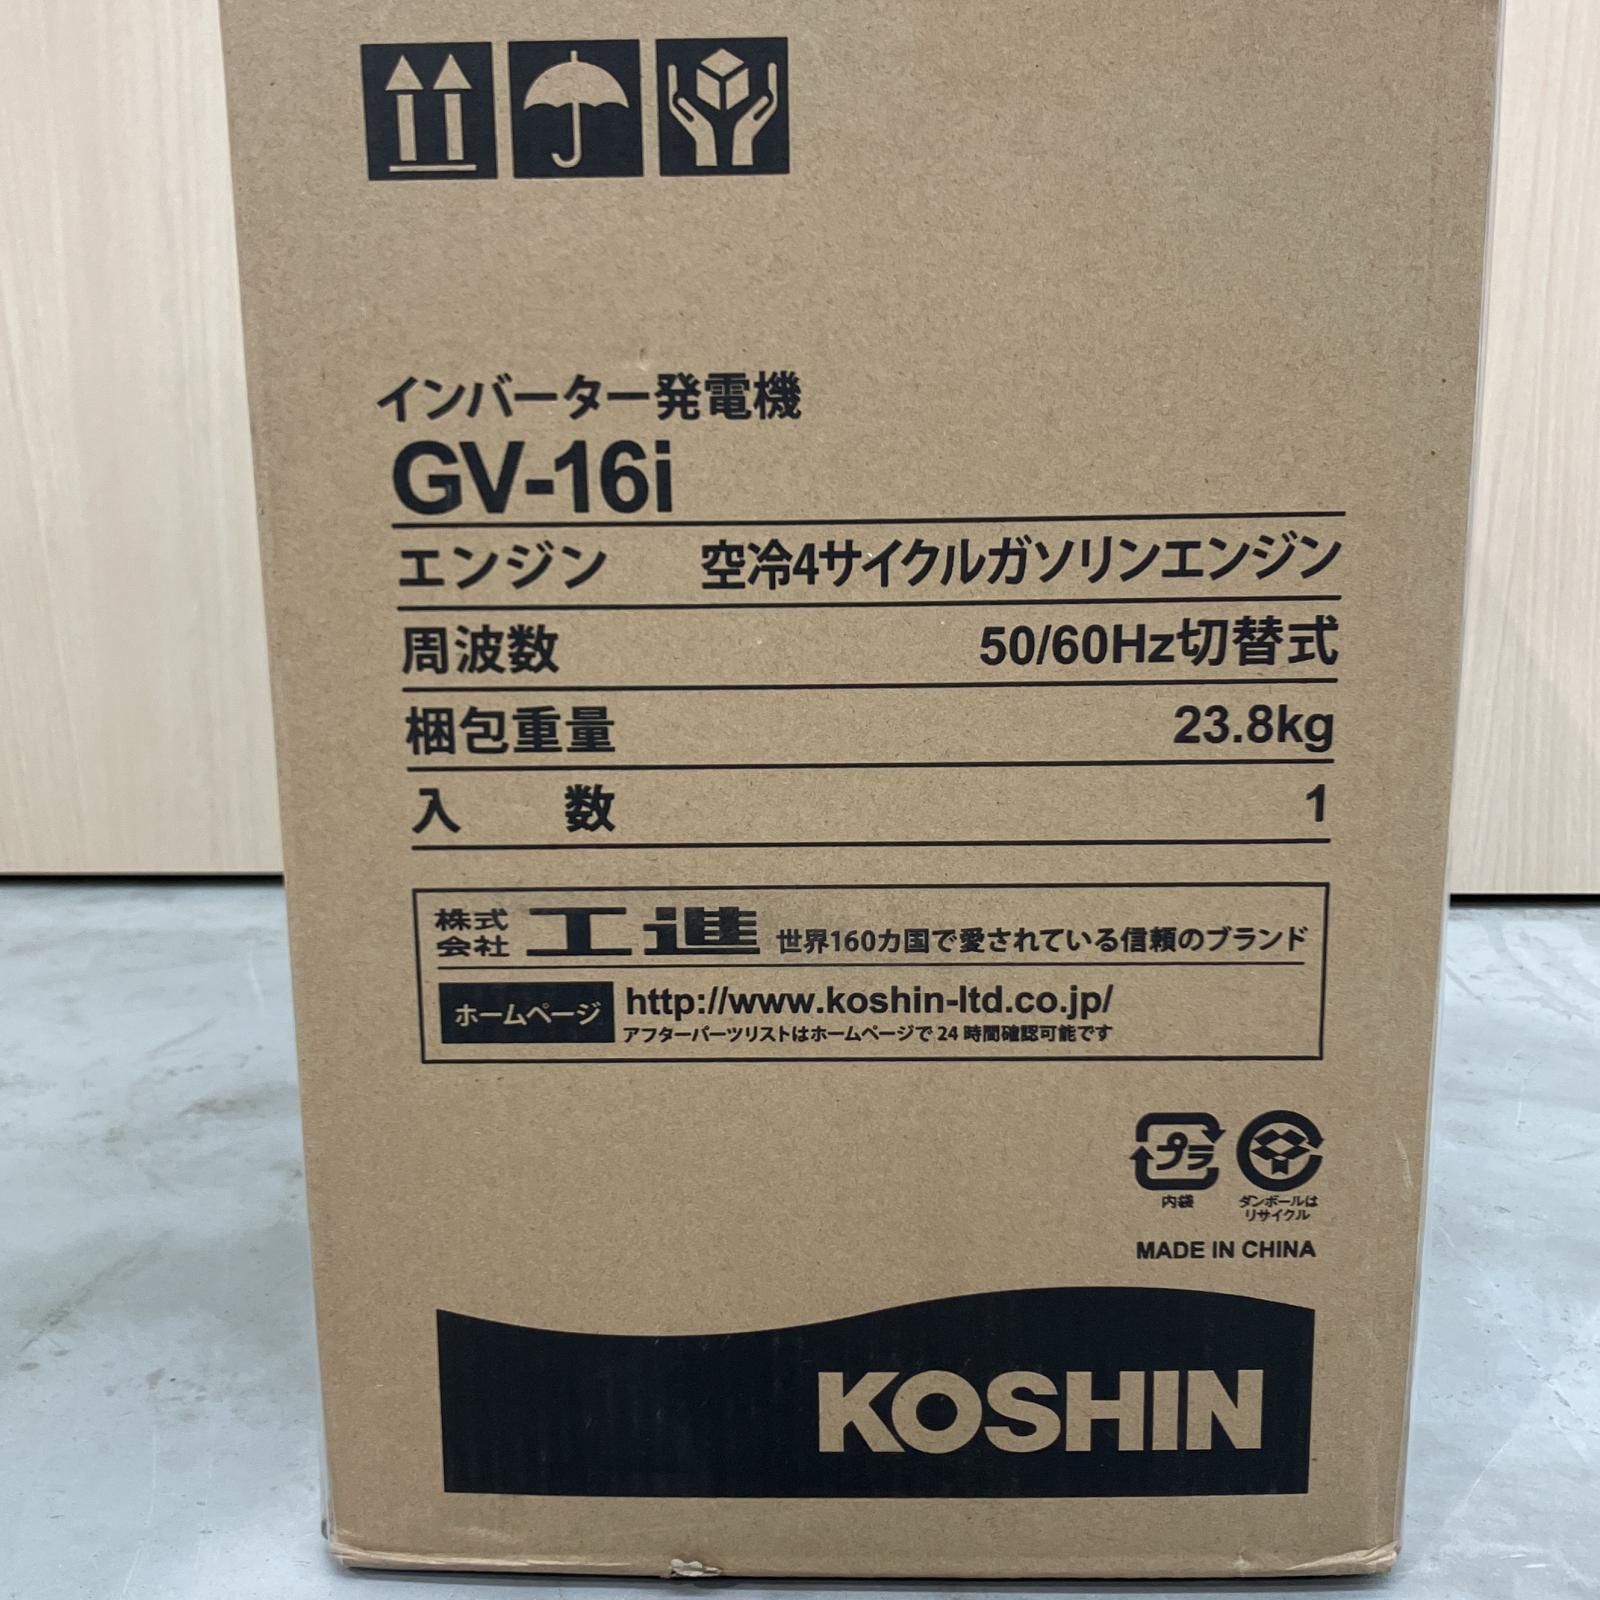 インバーター発電機
GV-16i
エンジン 空冷4サイクルガソリンエンジン
周波数 50/60Hz切替式
梱包重量 23.8kg
入数 1
株式会社 工進 世界160カ国で愛されている信頼のブランド
ホームページ http://www.koshin-ltd.co.jp/
アフターパーツリストはホームページで24時間確認可能です
プラ
内袋
ダンボールは
リサイクル
MADE IN CHINA
KOSHIN